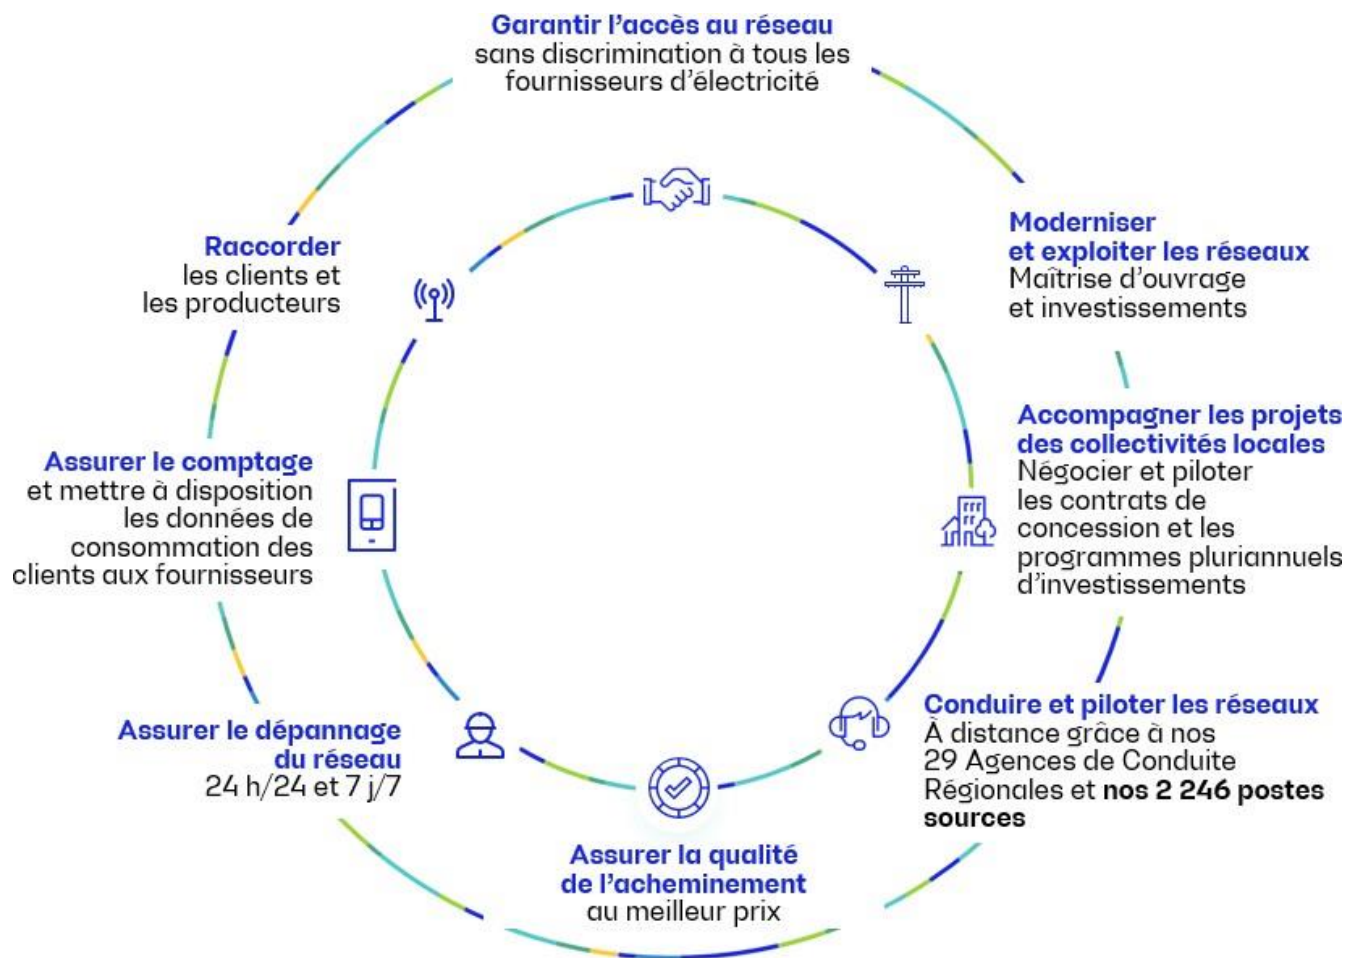 Garantir l’accès au réseau
sans discrimination à tous les
fournisseurs d’électricité
Moderniser
et exploiter les réseaux
Maîtrise d’ouvrage
et investissements
Accompagner les projets
des collectivités locales
Négocier et piloter
les contrats de
concession et les
programmes pluriannuels
d’investissements
Conduire et piloter les réseaux
À distance grâce à nos
29 Agences de Conduite
Régionales et nos 2 246 postes
sources
Assurer la qualité
de l’acheminement
au meilleur prix
Assurer le dépannage
du réseau
24 h/24 et 7 j/7
Assurer le comptage
et mettre à disposition
les données de
consommation des
clients aux fournisseurs
Raccorder
les clients et
les producteurs